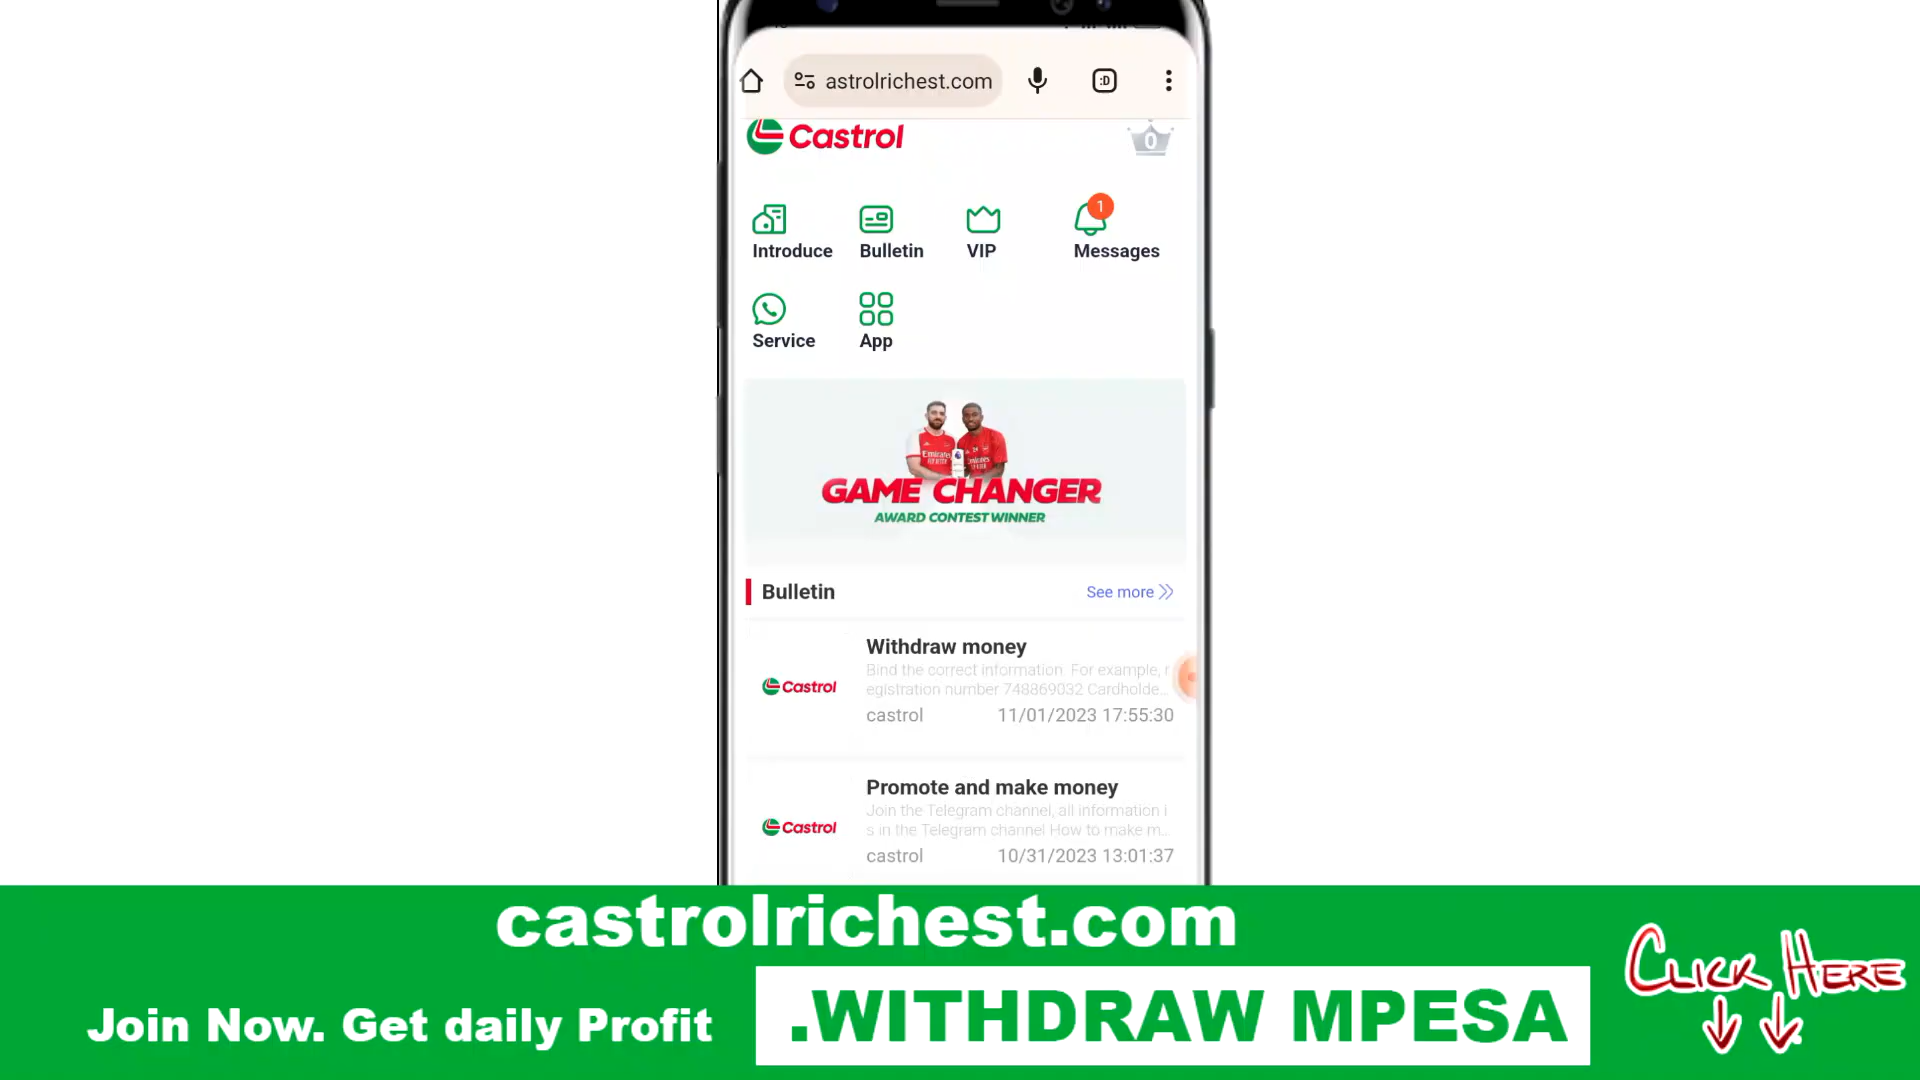 astrolrichest.com
:D
Castrol
0
Introduce
Bulletin
VIP
1
Messages
Service
App
Emirates
GAME CHANGER
AWARD CONTEST WINNER
Bulletin
See more
Withdraw money
Bind the correct information. For example, r
egistration number 748869032 Cardholde...
Castrol
castrol 11/01/2023 17:55:30
Promote and make money
Join the Telegram channel, all information i
s in the Telegram channel How to make m...
Castrol
castrol 10/31/2023 13:01:37
castrolrichest.com
Join Now. Get daily Profit
.WITHDRAW MPESA
CLICK HERE